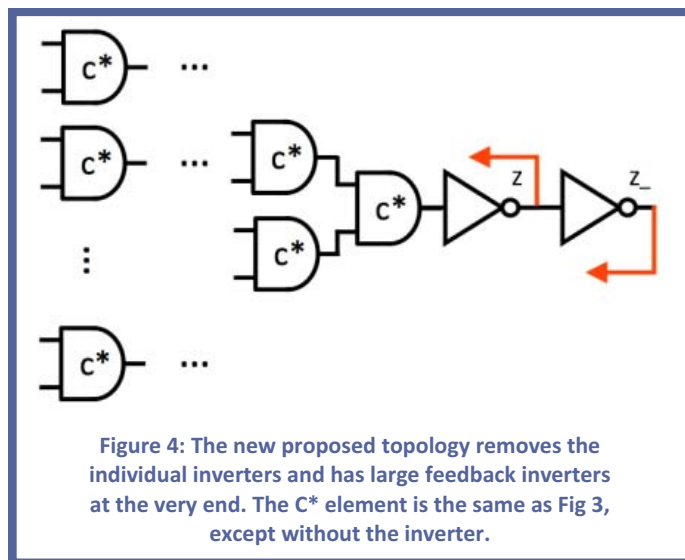 C*
...
C*
...
C*
C*
C*
Z
Z_
⋮
C*
...
Figure 4: The new proposed topology removes the
individual inverters and has large feedback inverters
at the very end. The C* element is the same as Fig 3,
except without the inverter.